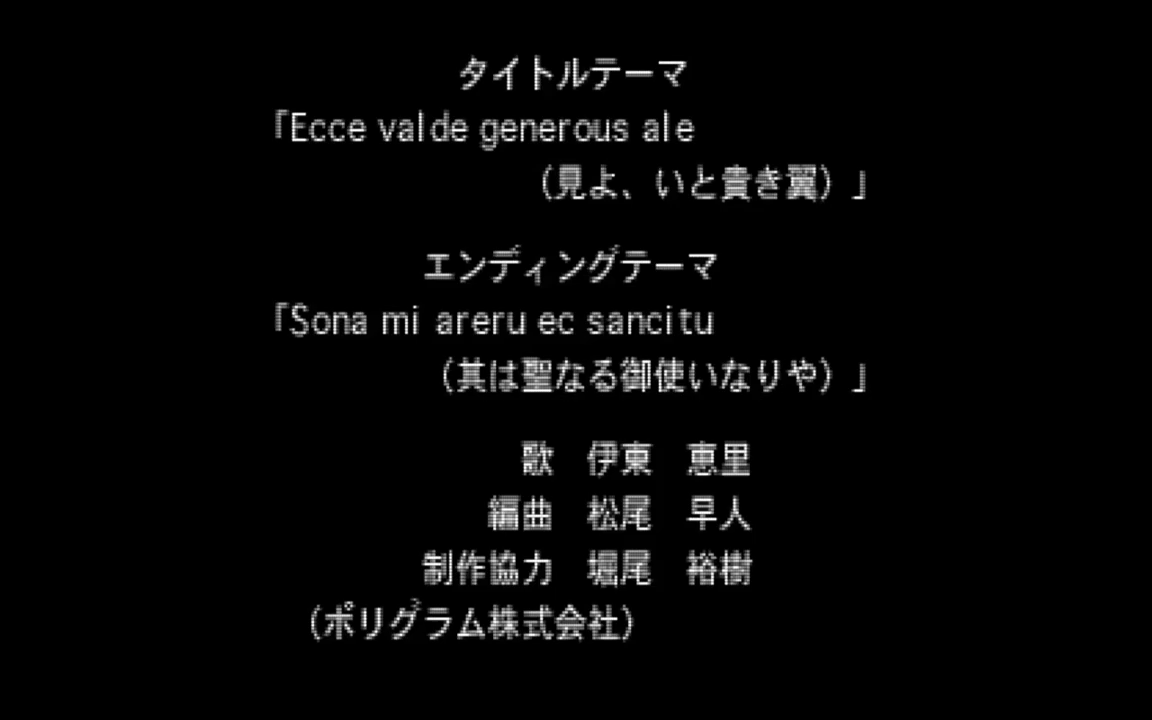 タイトルテーマ
「Ecce valde generous ale
（見よ、いと貴き翼）」
エンディングテーマ
「Sona mi areru ec sancitu
（其は聖なる御使いなりや）」
歌　伊東　恵里
編曲　松尾　早人
制作協力　堀尾　裕樹
（ポリグラム株式会社）